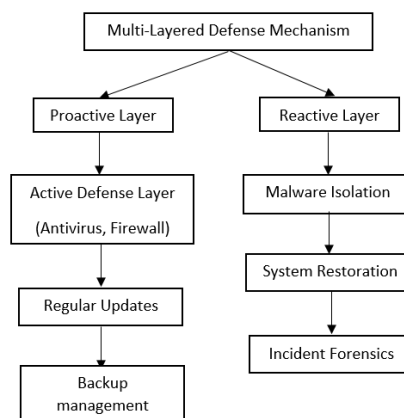 Multi-Layered Defense Mechanism
Proactive Layer
Reactive Layer
Active Defense Layer
(Antivirus, Firewall)
Malware Isolation
System Restoration
Regular Updates
Incident Forensics
Backup
management